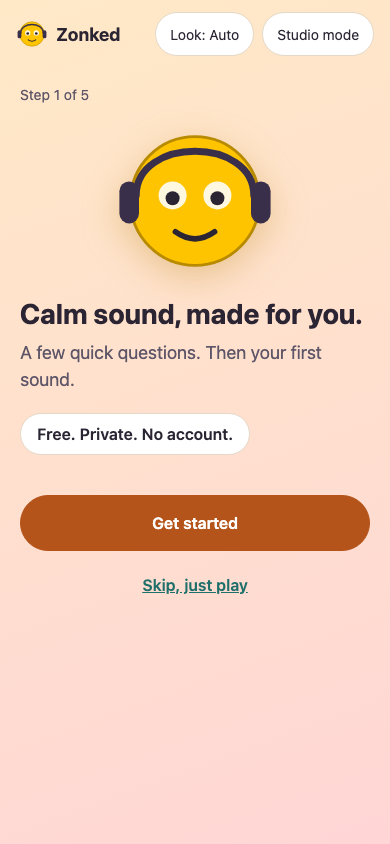 Zonked
Look: Auto
Studio mode
Step 1 of 5
Calm sound, made for you.
A few quick questions. Then your first
sound.
Free. Private. No account.
Get started
Skip, just play